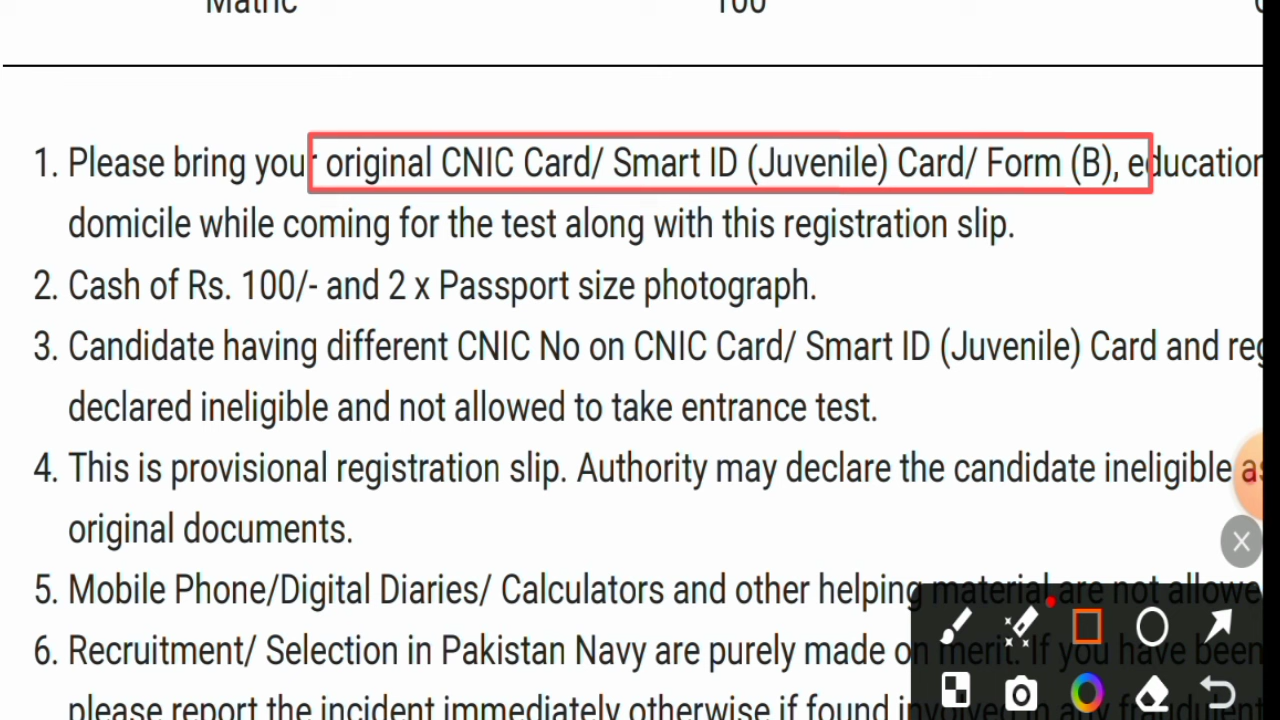 Matric 100
1. Please bring your original CNIC Card/ Smart ID (Juvenile) Card/ Form (B), education
domicile while coming for the test along with this registration slip.
2. Cash of Rs. 100/- and 2 x Passport size photograph.
3. Candidate having different CNIC No on CNIC Card/ Smart ID (Juvenile) Card and reg
declared ineligible and not allowed to take entrance test.
4. This is provisional registration slip. Authority may declare the candidate ineligible as
original documents.
5. Mobile Phone/Digital Diaries/ Calculators and other helping material are not allowe
6. Recruitment/ Selection in Pakistan Navy are purely made on merit. If you have been
please report the incident immediately otherwise if found involved in any fraudulent